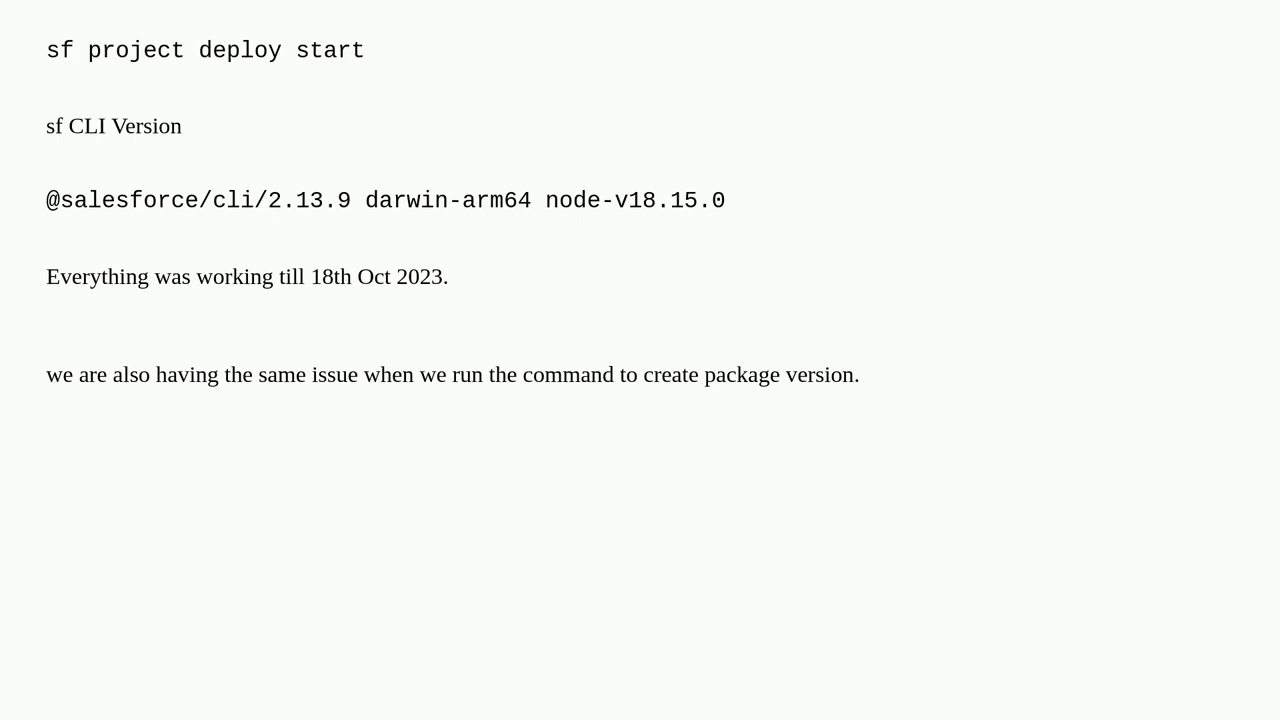 sf project deploy start
sf CLI Version
@salesforce/cli/2.13.9 darwin-arm64 node-v18.15.0
Everything was working till 18th Oct 2023.
we are also having the same issue when we run the command to create package version.